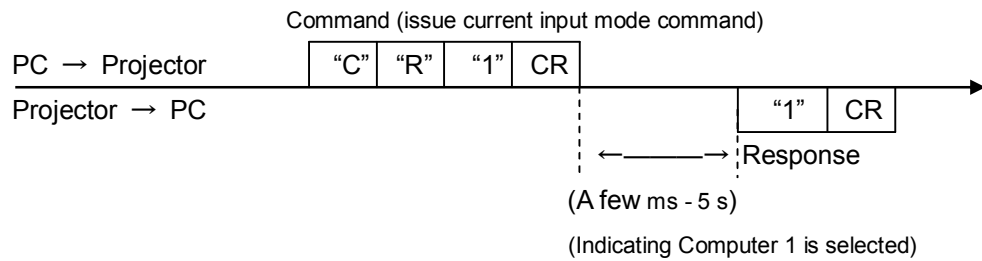 Command (issue current input mode command)
PC → Projector “C” “R” “1” CR
Projector → PC “1” CR
←———→ Response
(A few ms - 5 s)
(Indicating Computer 1 is selected)